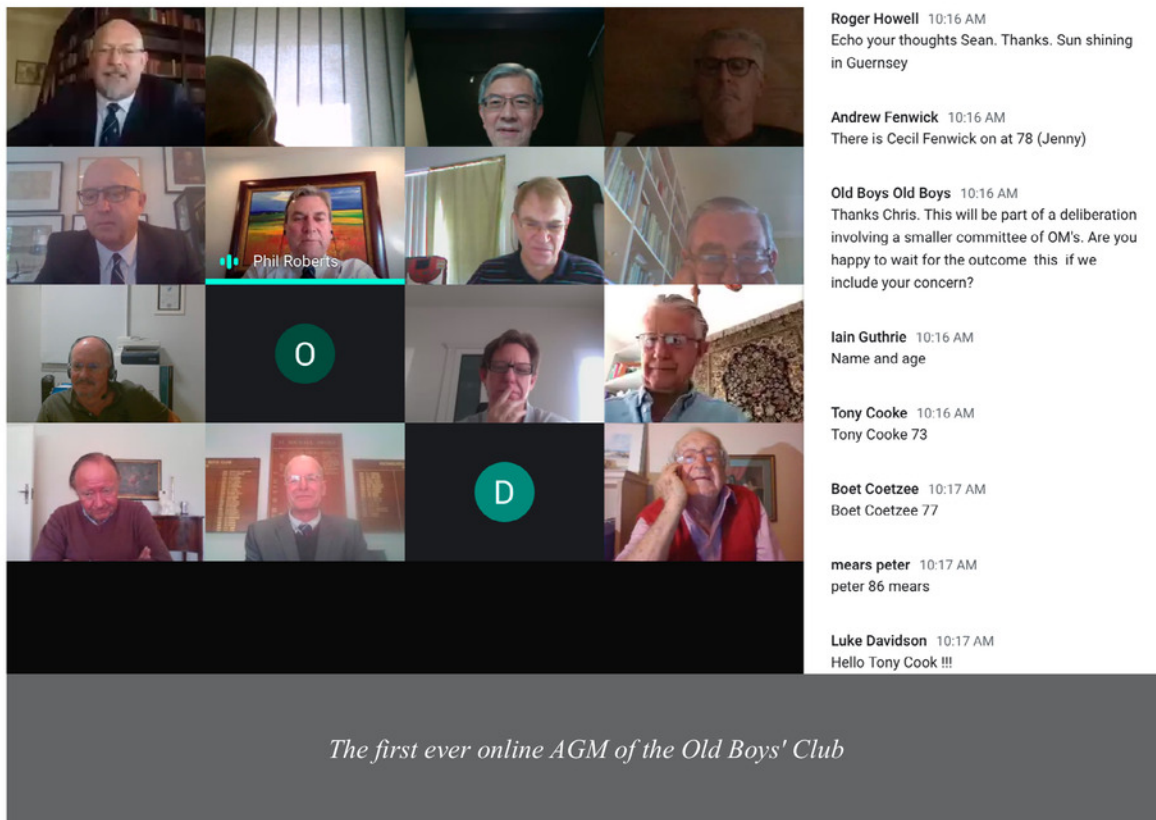 Phil Roberts
O
D
Roger Howell 10:16 AM
Echo your thoughts Sean. Thanks. Sun shining
in Guernsey
Andrew Fenwick 10:16 AM
There is Cecil Fenwick on at 78 (Jenny)
Old Boys Old Boys 10:16 AM
Thanks Chris. This will be part of a deliberation
involving a smaller committee of OM's. Are you
happy to wait for the outcome this if we
include your concern?
Iain Guthrie 10:16 AM
Name and age
Tony Cooke 10:16 AM
Tony Cooke 73
Boet Coetzee 10:17 AM
Boet Coetzee 77
mears peter 10:17 AM
peter 86 mears
Luke Davidson 10:17 AM
Hello Tony Cook !!!
The first ever online AGM of the Old Boys' Club